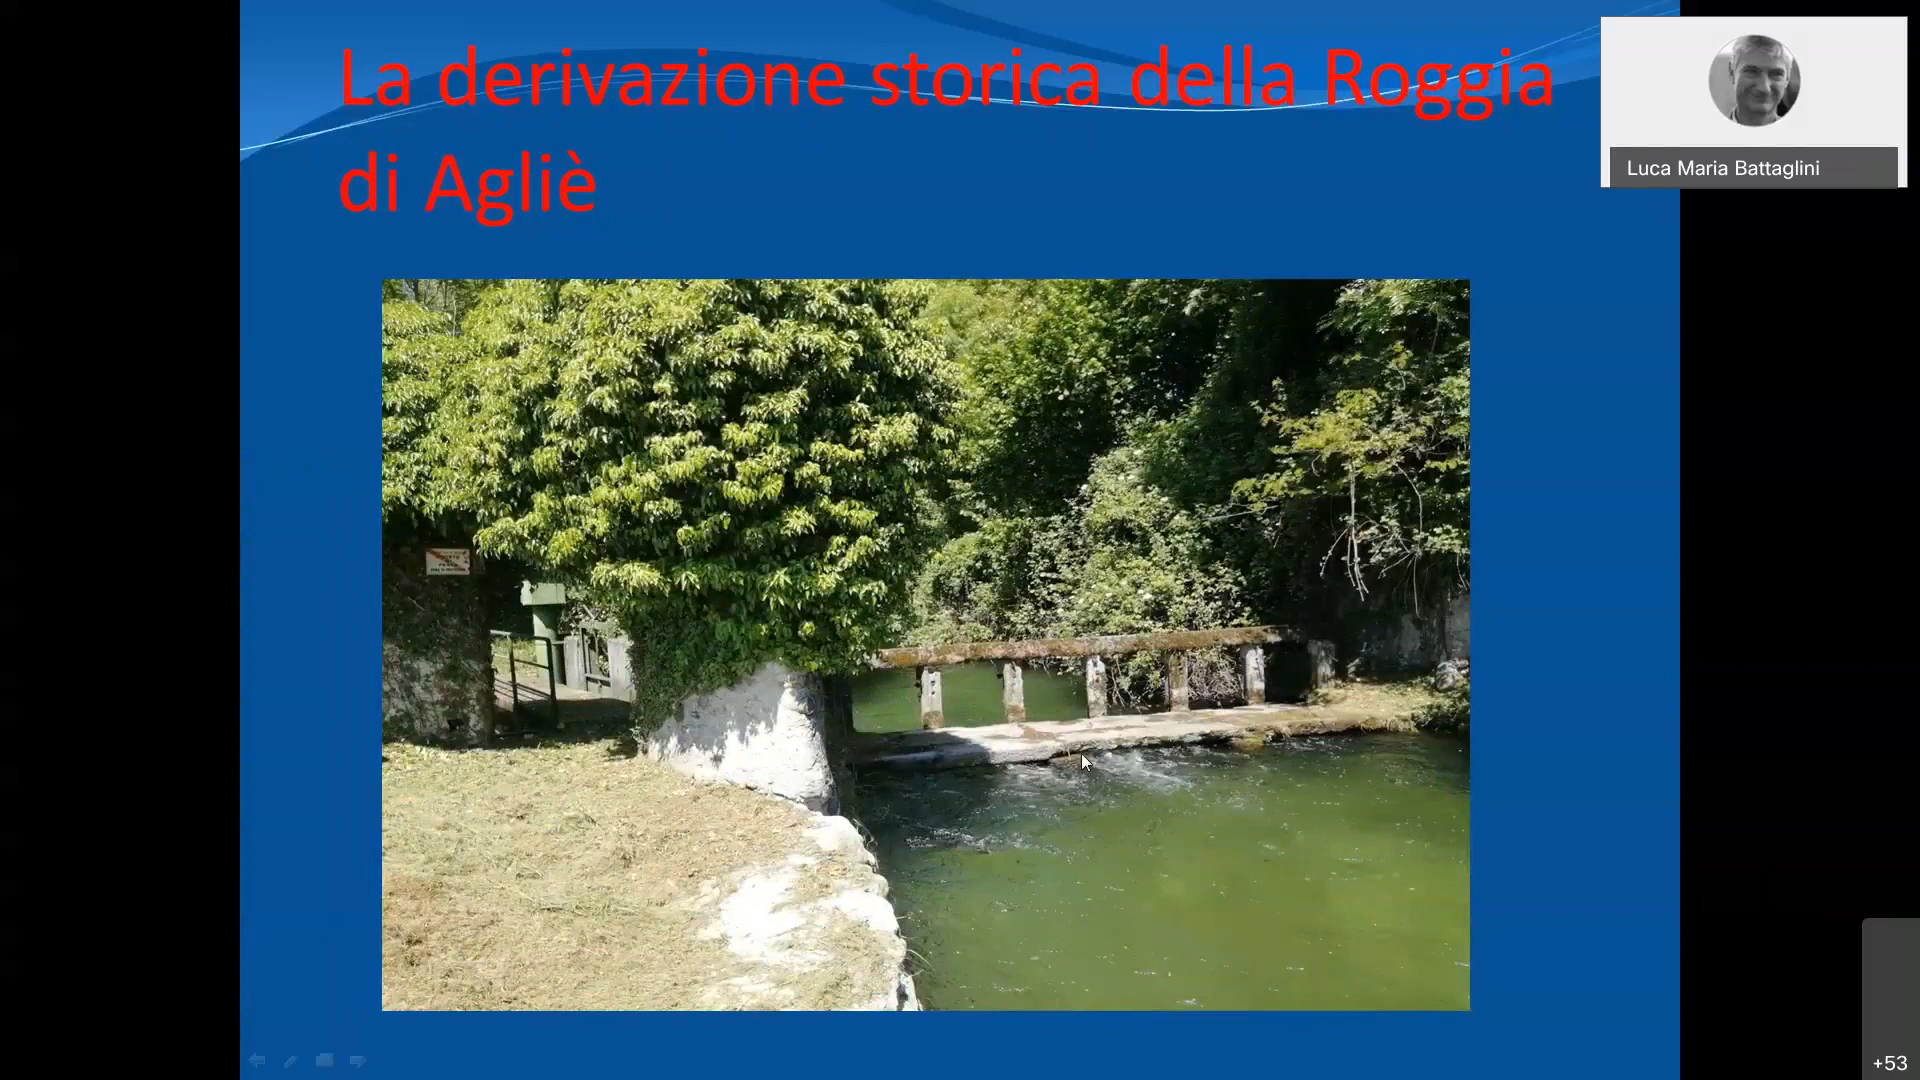 La derivazione storica della Roggia
di Agliè
Luca Maria Battaglini
+53